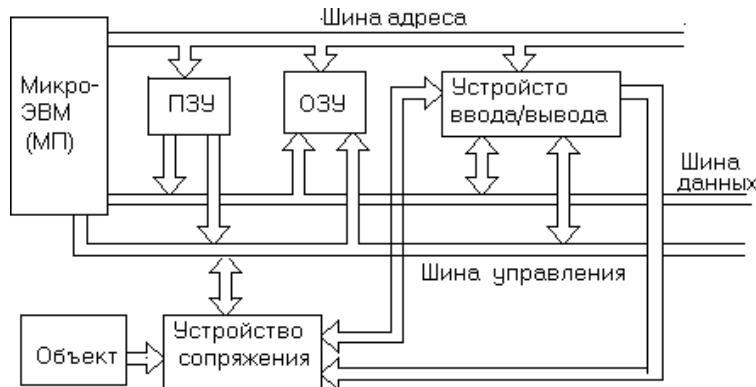 Шина адреса
Микро-
ЭВМ
(МП)
ПЗУ
ОЗУ
Устройсто
ввода/вывода
Шина
данных
Шина управления
Объект
Устройство
сопряжения